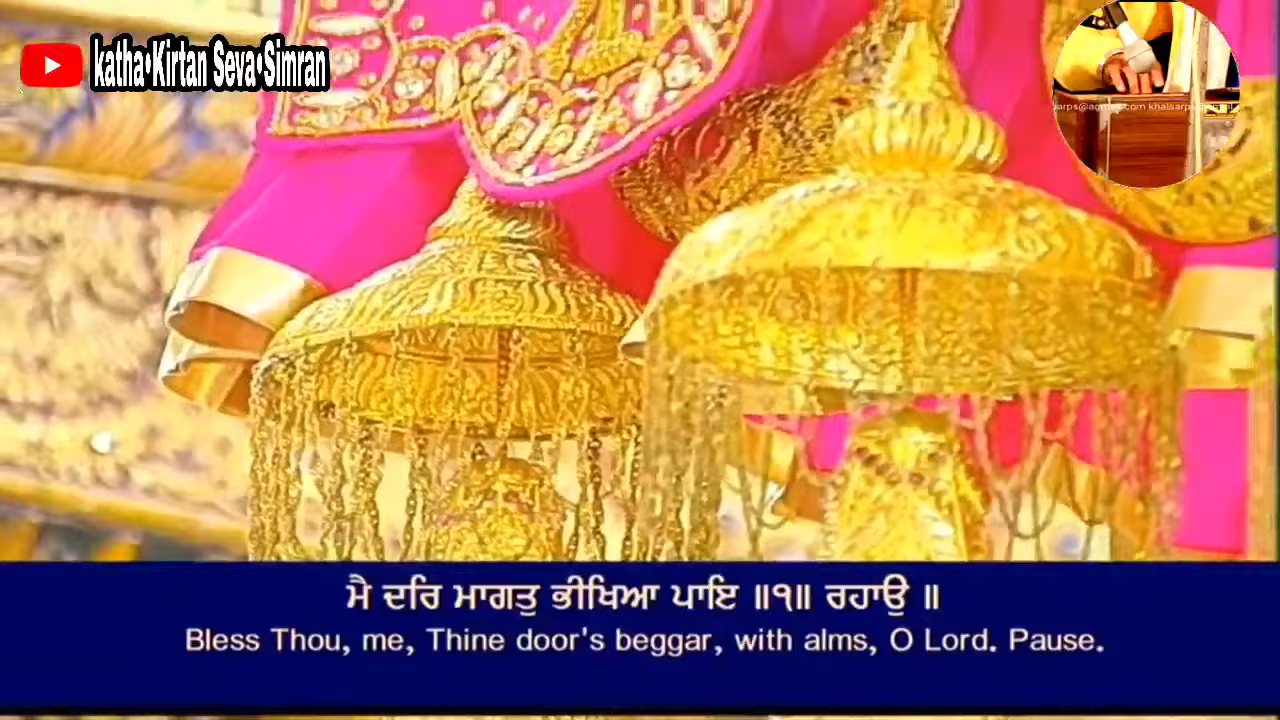 katha•Kirtan Seva•Simran
ਮੈ ਦਰਿ ਮਾਗਤੁ ਭੀਖਿਆ ਪਾਇ ॥੧॥ ਰਹਾਉ ॥
Bless Thou, me, Thine door's beggar, with alms, O Lord. Pause.